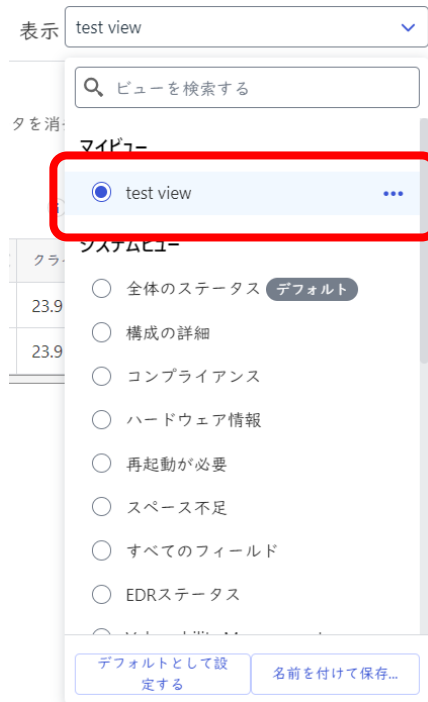 表示 test view
ビューを検索する
タを消
マイビュー
test view
システムビュー
クラ
全体のステータス デフォルト
23.9
構成の詳細
23.9
コンプライアンス
ハードウェア情報
再起動が必要
スペース不足
すべてのフィールド
EDRステータス
デフォルトとして設
定する
名前を付けて保存...